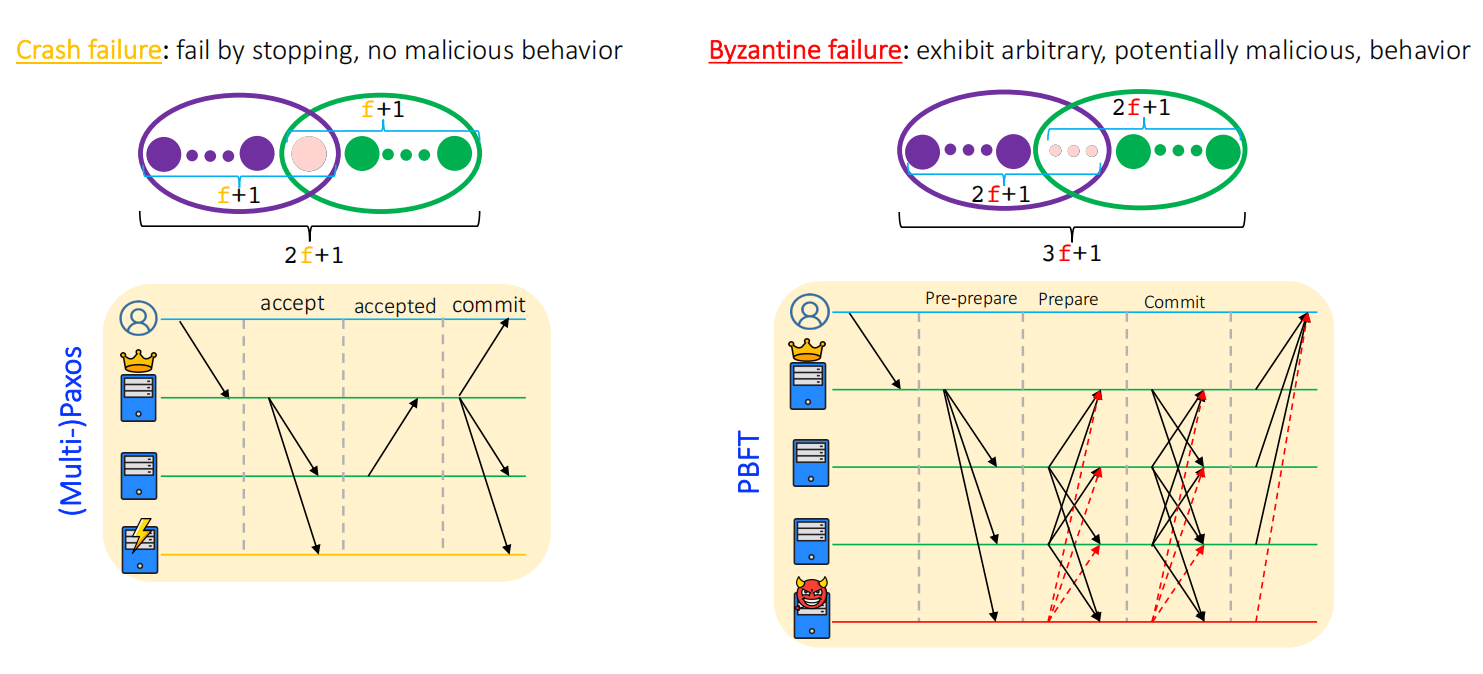 Crash failure: fail by stopping, no malicious behavior
f+1
f+1
2f+1
(Multi-)Paxos
accept
accepted
commit
Byzantine failure: exhibit arbitrary, potentially malicious, behavior
2f+1
2f+1
3f+1
PBFT
Pre-prepare
Prepare
Commit